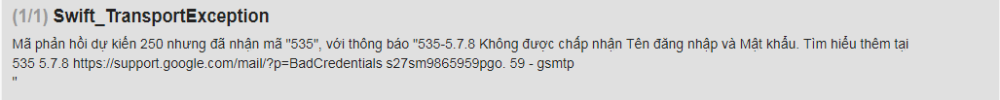 (1/1) Swift_TransportException
Mã phản hồi dự kiến 250 nhưng đã nhận mã "535", với thông báo "535-5.7.8 Không được chấp nhận Tên đăng nhập và Mật khẩu. Tìm hiểu thêm tại
535 5.7.8 https://support.google.com/mail/?p=BadCredentials s27sm9865959pgo. 59 - gsmtp
"